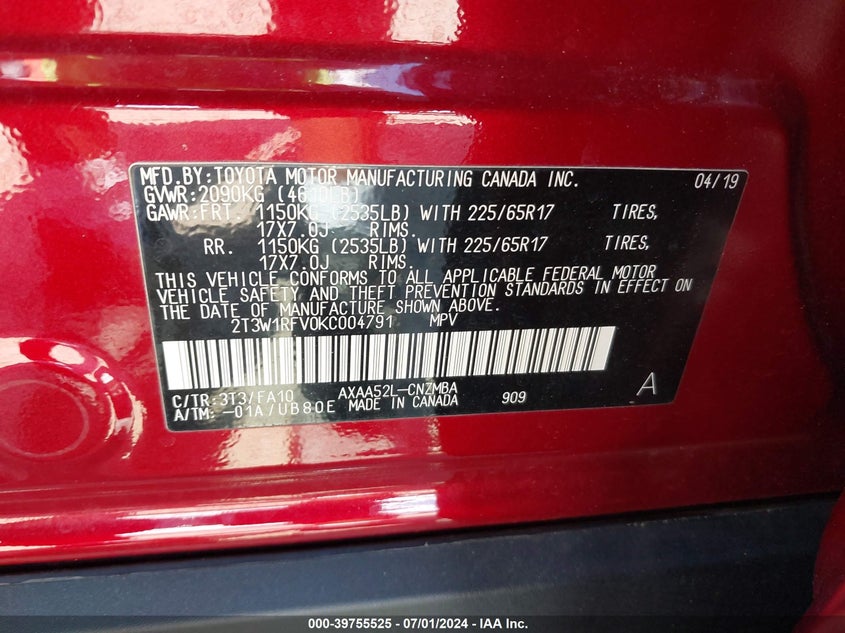 MFD.BY:TOYOTA MOTOR MANUFACTURING CANADA INC. 04/19
GVWR:2090KG (4610LB)
GAWR:FRT. 1150KG (2535LB) WITH 225/65R17 TIRES,
17X7.0J RIMS.
RR. 1150KG (2535LB) WITH 225/65R17 TIRES,
17X7.0J RIMS.
THIS VEHICLE CONFORMS TO ALL APPLICABLE FEDERAL MOTOR
VEHICLE SAFETY AND THEFT PREVENTION STANDARDS IN EFFECT ON
THE DATE OF MANUFACTURE SHOWN ABOVE.
2T3W1RFV0KC004791 MPV
C/TR:3T3/FA10 AXAA52L-CNZMBA A
A/TM:-01A/UB80E MADE IN CANADA 909
000-39755525 - 07/01/2024 - IAA Inc.